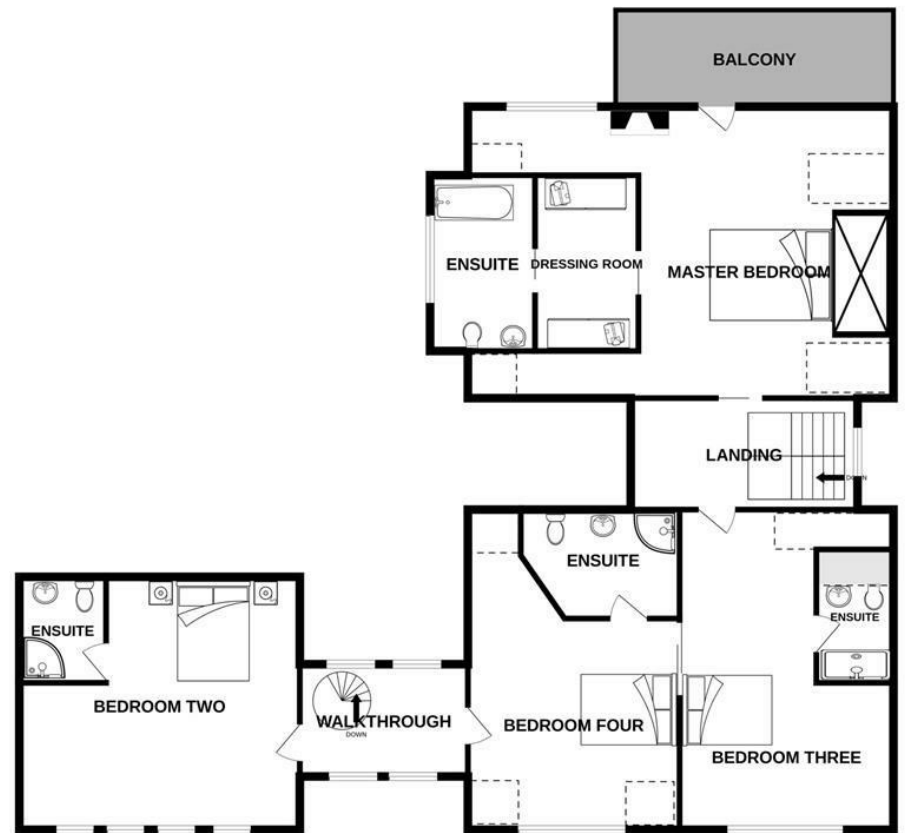 BALCONY
ENSUITE
DRESSING ROOM
MASTER BEDROOM
LANDING
DOWN
ENSUITE
ENSUITE
ENSUITE
BEDROOM TWO
WALKTHROUGH
DOWN
BEDROOM FOUR
BEDROOM THREE